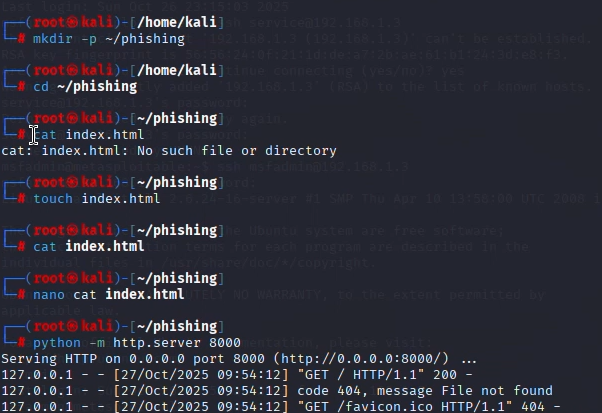 ┌──(root㉿kali)-[/home/kali]
└─# mkdir -p ~/phishing
┌──(root㉿kali)-[/home/kali]
└─# cd ~/phishing
┌──(root㉿kali)-[~/phishing]
└─# cat index.html
cat: index.html: No such file or directory
┌──(root㉿kali)-[~/phishing]
└─# touch index.html
┌──(root㉿kali)-[~/phishing]
└─# cat index.html
┌──(root㉿kali)-[~/phishing]
└─# nano cat index.html
┌──(root㉿kali)-[~/phishing]
└─# python -m http.server 8000
Serving HTTP on 0.0.0.0 port 8000 (http://0.0.0.0:8000/) ...
127.0.0.1 - - [27/Oct/2025 09:54:12] "GET / HTTP/1.1" 200 -
127.0.0.1 - - [27/Oct/2025 09:54:12] code 404, message File not found
127.0.0.1 - - [27/Oct/2025 09:54:12] "GET /favicon.ico HTTP/1.1" 404 -